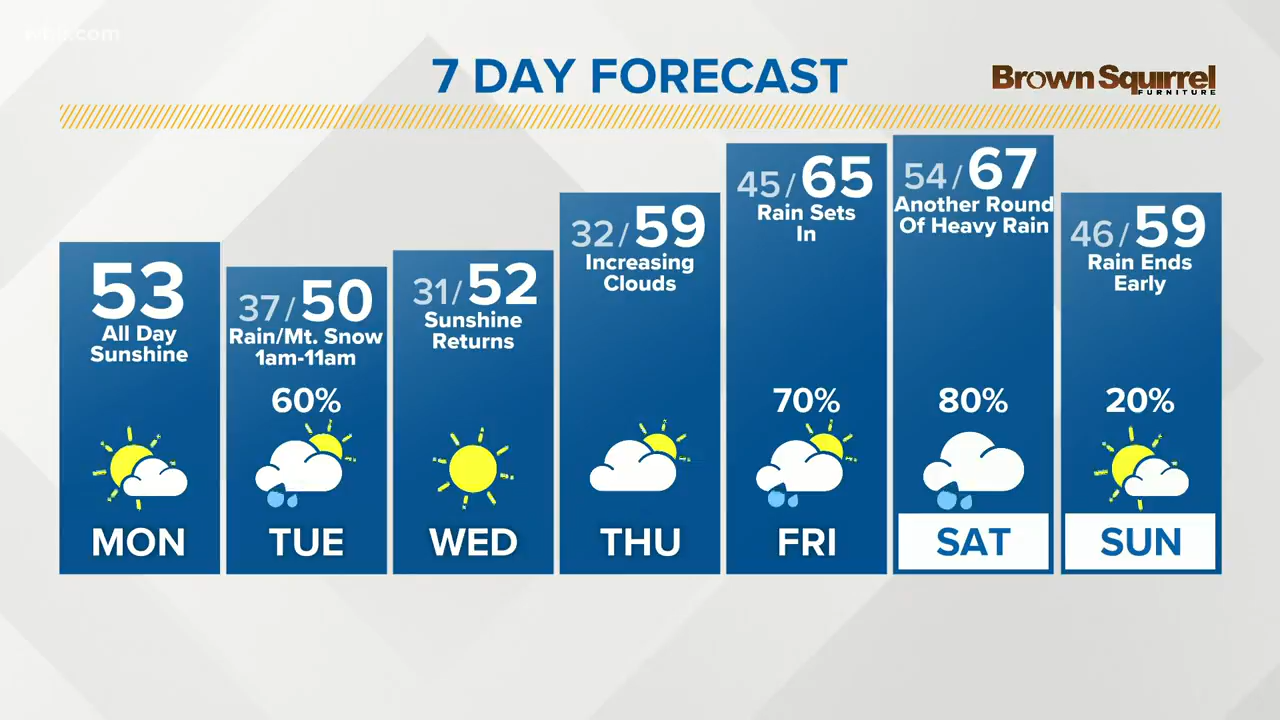 7 DAY FORECAST
Brown Squirrel
FURNITURE
53
All Day
Sunshine
MON
37/50
Rain/Mt. Snow
1am-11am
60%
TUE
31/52
Sunshine
Returns
WED
32/59
Increasing
Clouds
THU
45/65
Rain Sets
In
70%
FRI
54/67
Another Round
Of Heavy Rain
80%
SAT
46/59
Rain Ends
Early
20%
SUN